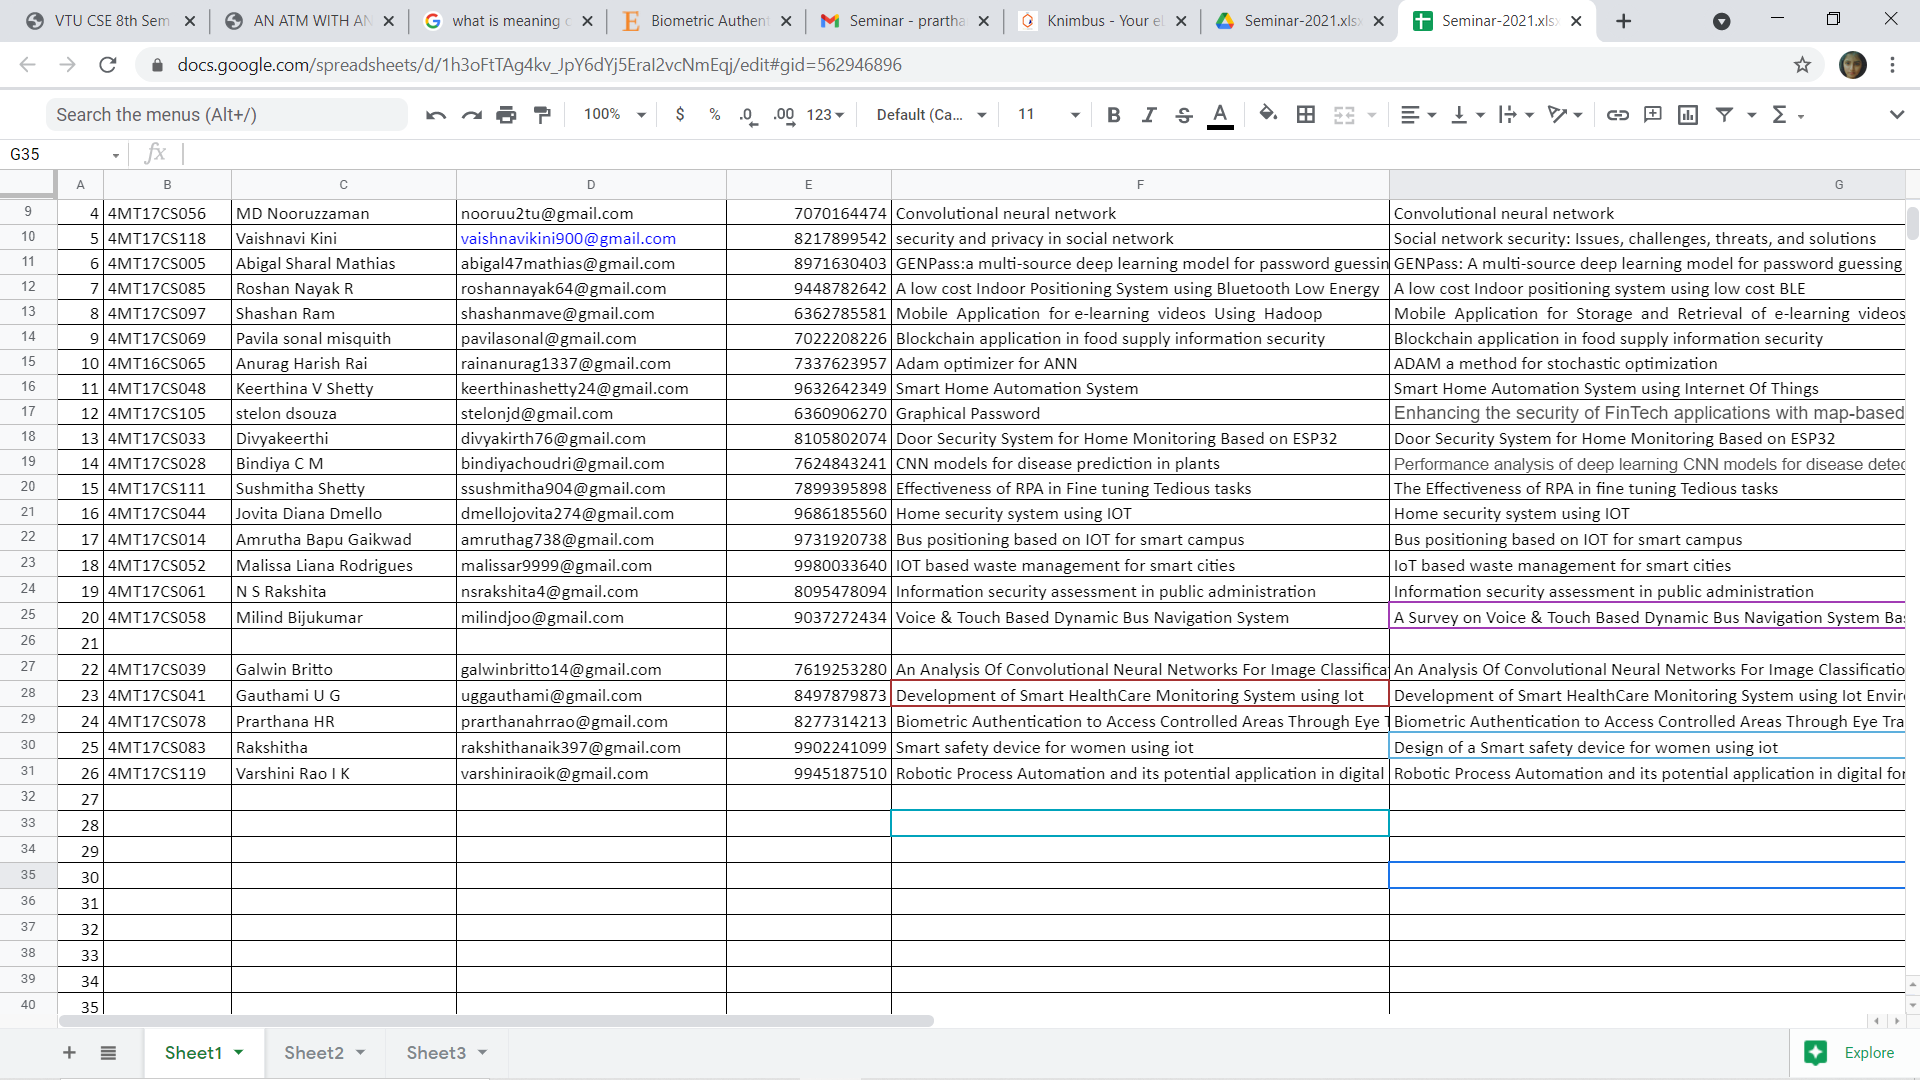 VTU CSE 8th Sem
AN ATM WITH AN
what is meaning
Biometric Authent
Seminar - prartha
Knimbus - Your e
Seminar-2021.xls
Seminar-2021.xls
docs.google.com/spreadsheets/d/1h3oFtTAg4kv_JpY6dYj5EraI2vcNmEqj/edit#gid=562946896
Search the menus (Alt+/) 100% $ % .0 .00 123 Default (Ca... 11 B I S A
G35 fx
A B C D E F G
9 4 4MT17CS056 MD Nooruzzaman nooruu2tu@gmail.com 7070164474 Convolutional neural network Convolutional neural network
10 5 4MT17CS118 Vaishnavi Kini vaishnavikini900@gmail.com 8217899542 security and privacy in social network Social network security: Issues, challenges, threats, and solutions
11 6 4MT17CS005 Abigal Sharal Mathias abigal47mathias@gmail.com 8971630403 GENPass:a multi-source deep learning model for password guessin GENPass: A multi-source deep learning model for password guessing
12 7 4MT17CS085 Roshan Nayak R roshannayak64@gmail.com 9448782642 A low cost Indoor Positioning System using Bluetooth Low Energy A low cost Indoor positioning system using low cost BLE
13 8 4MT17CS097 Shashan Ram shashanmave@gmail.com 6362785581 Mobile Application for e-learning videos Using Hadoop Mobile Application for Storage and Retrieval of e-learning videos
14 9 4MT17CS069 Pavila sonal misquith pavilasonal@gmail.com 7022208226 Blockchain application in food supply information security Blockchain application in food supply information security
15 10 4MT16CS065 Anurag Harish Rai rainanurag1337@gmail.com 7337623957 Adam optimizer for ANN ADAM a method for stochastic optimization
16 11 4MT17CS048 Keerthina V Shetty keerthinashetty24@gmail.com 9632642349 Smart Home Automation System Smart Home Automation System using Internet Of Things
17 12 4MT17CS105 stelon dsouza stelonjd@gmail.com 6360906270 Graphical Password Enhancing the security of FinTech applications with map-based
18 13 4MT17CS033 Divyakeerthi divyakirth76@gmail.com 8105802074 Door Security System for Home Monitoring Based on ESP32 Door Security System for Home Monitoring Based on ESP32
19 14 4MT17CS028 Bindiya C M bindiyachoudri@gmail.com 7624843241 CNN models for disease prediction in plants Performance analysis of deep learning CNN models for disease detec
20 15 4MT17CS111 Sushmitha Shetty ssushmitha904@gmail.com 7899395898 Effectiveness of RPA in Fine tuning Tedious tasks The Effectiveness of RPA in fine tuning Tedious tasks
21 16 4MT17CS044 Jovita Diana Dmello dmellojovita274@gmail.com 9686185560 Home security system using IOT Home security system using IOT
22 17 4MT17CS014 Amrutha Bapu Gaikwad amruthag738@gmail.com 9731920738 Bus positioning based on IOT for smart campus Bus positioning based on IOT for smart campus
23 18 4MT17CS052 Malissa Liana Rodrigues malissar9999@gmail.com 9980033640 IOT based waste management for smart cities IoT based waste management for smart cities
24 19 4MT17CS061 N S Rakshita nsrakshita4@gmail.com 8095478094 Information security assessment in public administration Information security assessment in public administration
25 20 4MT17CS058 Milind Bijukumar milindjoo@gmail.com 9037272434 Voice & Touch Based Dynamic Bus Navigation System A Survey on Voice & Touch Based Dynamic Bus Navigation System Ba
26 21
27 22 4MT17CS039 Galwin Britto galwinbritto14@gmail.com 7619253280 An Analysis Of Convolutional Neural Networks For Image Classifica An Analysis Of Convolutional Neural Networks For Image Classificatio
28 23 4MT17CS041 Gauthami U G uggauthami@gmail.com 8497879873 Development of Smart HealthCare Monitoring System using Iot Development of Smart HealthCare Monitoring System using Iot Envir
29 24 4MT17CS078 Prarthana HR prarthanahrrao@gmail.com 8277314213 Biometric Authentication to Access Controlled Areas Through Eye T Biometric Authentication to Access Controlled Areas Through Eye Tra
30 25 4MT17CS083 Rakshitha rakshithanaik397@gmail.com 9902241099 Smart safety device for women using iot Design of a Smart safety device for women using iot
31 26 4MT17CS119 Varshini Rao I K varshiniraoik@gmail.com 9945187510 Robotic Process Automation and its potential application in digital Robotic Process Automation and its potential application in digital for
32 27
33 28
34 29
35 30
36 31
37 32
38 33
39 34
40 35
Sheet1 Sheet2 Sheet3 Explore